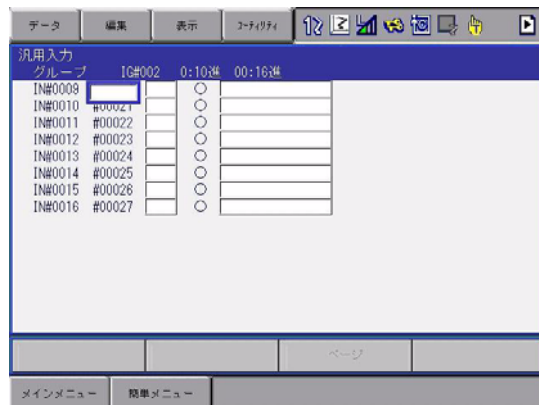 データ 編集 表示 ユーティリティ
汎用入力
グループ IG#002 0:10進 00:16進
IN#0009
IN#0010 #00021
IN#0011 #00022
IN#0012 #00023
IN#0013 #00024
IN#0014 #00025
IN#0015 #00026
IN#0016 #00027
ページ
メインメニュー 簡単メニュー